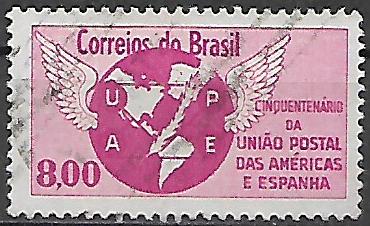 Correios do Brasil
U P
A E
CINQUENTENÁRIO
DA
UNIÃO POSTAL
DAS AMÉRICAS
E ESPANHA
8,00